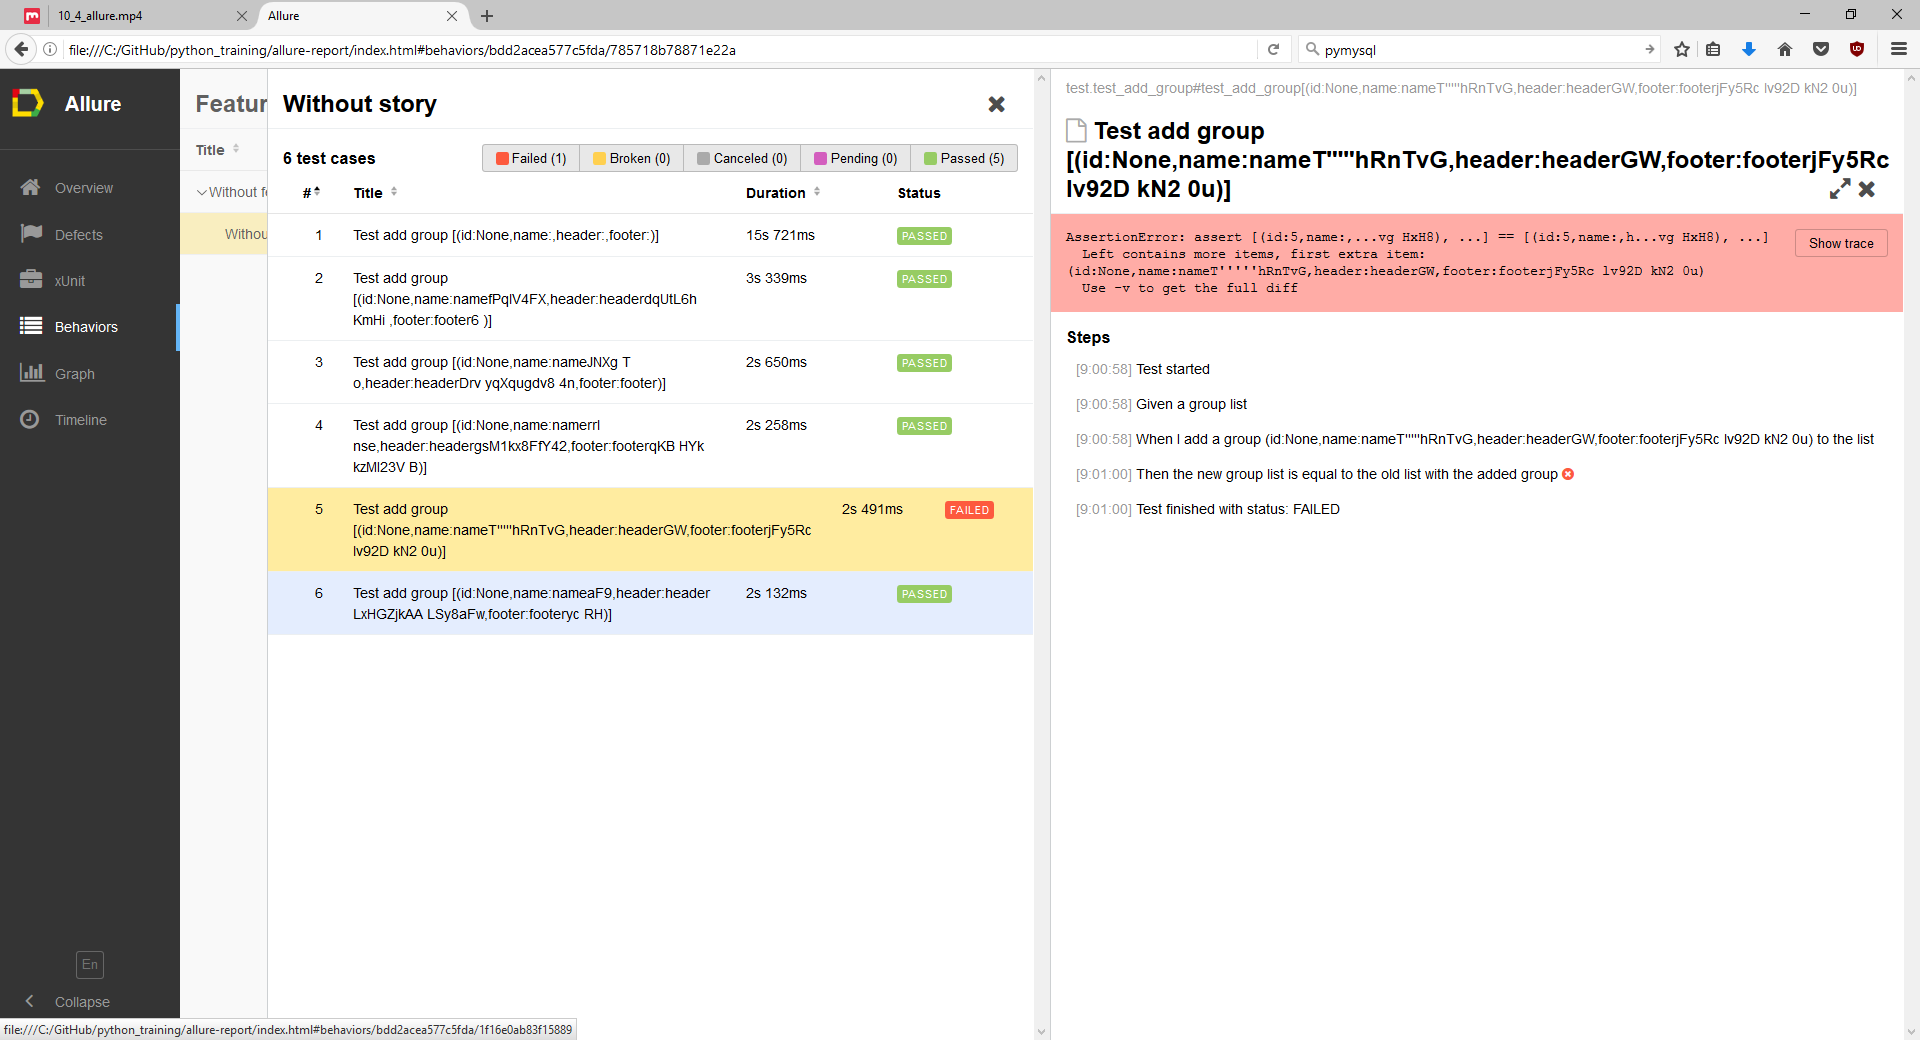 10_4_allure.mp4
Allure
file:///C:/GitHub/python_training/allure-report/index.html#behaviors/bdd2acea577c5fda/785718b78871e22a
pymysql
Allure
Overview
Defects
xUnit
Behaviors
Graph
Timeline
En
Collapse
Featur
Title
Without fe
Withou
Without story
6 test cases
Failed (1)
Broken (0)
Canceled (0)
Pending (0)
Passed (5)
# Title Duration Status
1 Test add group [(id:None,name:,header:,footer:)] 15s 721ms PASSED
2 Test add group 3s 339ms PASSED
[(id:None,name:namefPqlV4FX,header:headerdqUtL6h
KmHi ,footer:footer6 )]
3 Test add group [(id:None,name:nameJNXg T 2s 650ms PASSED
o,header:headerDrv yqXqugdv8 4n,footer:footer)]
4 Test add group [(id:None,name:namerrl 2s 258ms PASSED
nse,header:headergsM1kx8FfY42,footer:footerqKB HYk
kzMl23V B)]
5 Test add group 2s 491ms FAILED
[(id:None,name:nameT'''''hRnTvG,header:headerGW,footer:footerjFy5Rc
lv92D kN2 0u)]
6 Test add group [(id:None,name:nameaF9,header:header 2s 132ms PASSED
LxHGZjkAA LSy8aFw,footer:footeryc RH)]
test.test_add_group#test_add_group[(id:None,name:nameT'''''hRnTvG,header:headerGW,footer:footerjFy5Rc lv92D kN2 0u)]
Test add group
[(id:None,name:nameT'''''hRnTvG,header:headerGW,footer:footerjFy5Rc
lv92D kN2 0u)]
AssertionError: assert [(id:5,name:,...vg HxH8), ...] == [(id:5,name:,h...vg HxH8), ...]
Left contains more items, first extra item:
(id:None,name:nameT'''''hRnTvG,header:headerGW,footer:footerjFy5Rc lv92D kN2 0u)
Use -v to get the full diff
Show trace
Steps
[9:00:58] Test started
[9:00:58] Given a group list
[9:00:58] When I add a group (id:None,name:nameT'''''hRnTvG,header:headerGW,footer:footerjFy5Rc lv92D kN2 0u) to the list
[9:01:00] Then the new group list is equal to the old list with the added group
[9:01:00] Test finished with status: FAILED
file:///C:/GitHub/python_training/allure-report/index.html#behaviors/bdd2acea577c5fda/1f16e0ab83f15889